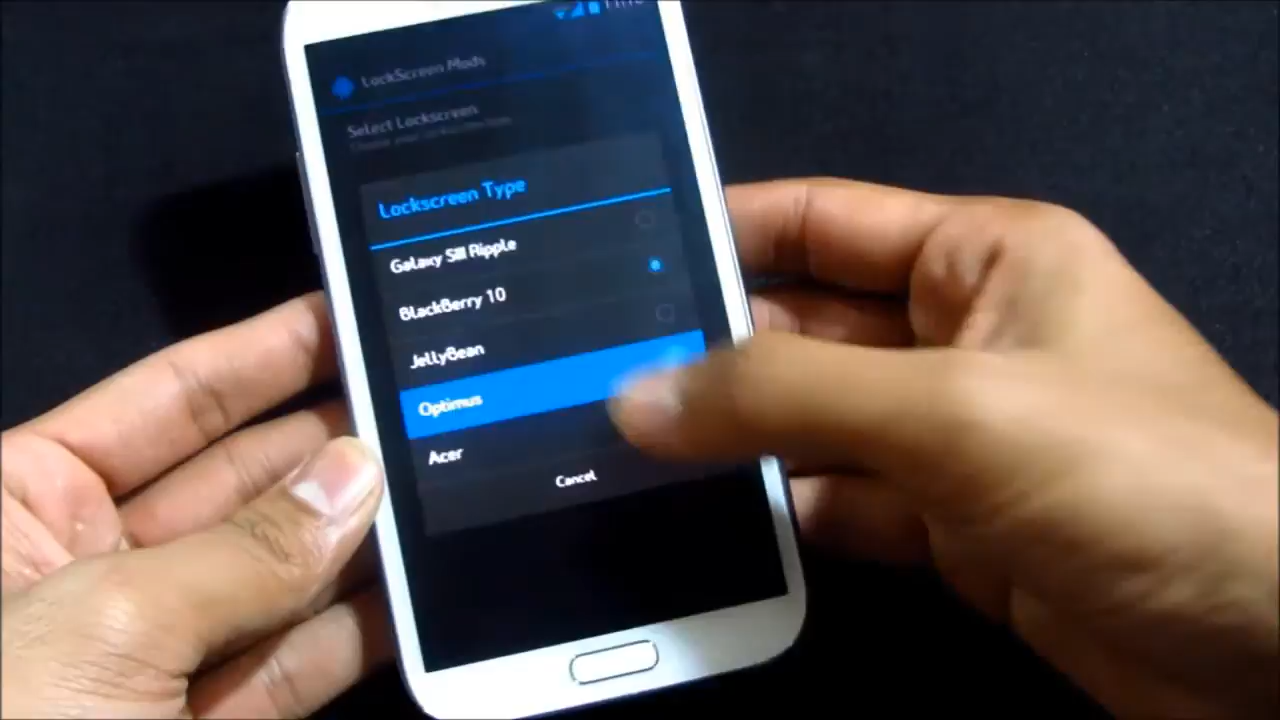 LockScreen Mods
Select Lockscreen
Lockscreen Type
Galaxy SIII Ripple
BlackBerry 10
JellyBean
Optimus
Acer
Cancel